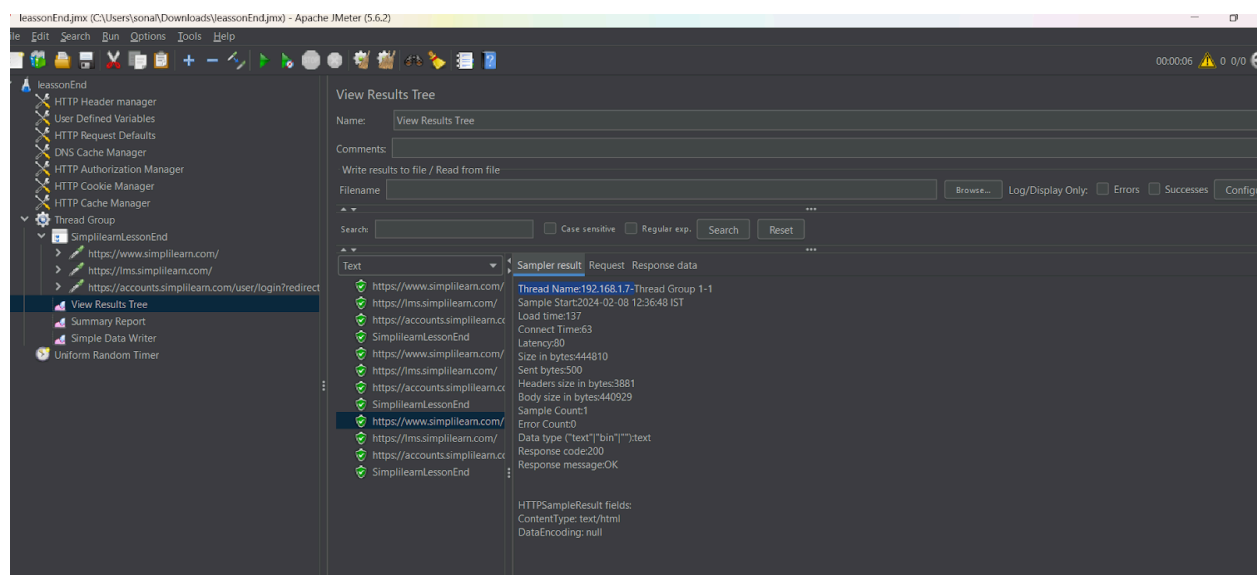 leassonEnd.jmx (C:\Users\sonal\Downloads\leassonEnd.jmx) - Apache JMeter (5.6.2)
ile Edit Search Run Options Tools Help
00:00:06 0 0/0
leassonEnd
HTTP Header manager
User Defined Variables
HTTP Request Defaults
DNS Cache Manager
HTTP Authorization Manager
HTTP Cookie Manager
HTTP Cache Manager
Thread Group
SimplilearnLessonEnd
https://www.simplilearn.com/
https://lms.simplilearn.com/
https://accounts.simplilearn.com/user/login?redirect
View Results Tree
Summary Report
Simple Data Writer
Uniform Random Timer
View Results Tree
Name: View Results Tree
Comments:
Write results to file / Read from file
Filename Browse... Log/Display Only: Errors Successes Configu
Search: Case sensitive Regular exp. Search Reset
Text
https://www.simplilearn.com/
https://lms.simplilearn.com/
https://accounts.simplilearn.cc
SimplilearnLessonEnd
https://www.simplilearn.com/
https://lms.simplilearn.com/
https://accounts.simplilearn.cc
SimplilearnLessonEnd
https://www.simplilearn.com/
https://lms.simplilearn.com/
https://accounts.simplilearn.cc
SimplilearnLessonEnd
Sampler result Request Response data
Thread Name:192.168.1.7-Thread Group 1-1
Sample Start:2024-02-08 12:36:48 IST
Load time:137
Connect Time:63
Latency:80
Size in bytes:444810
Sent bytes:500
Headers size in bytes:3881
Body size in bytes:440929
Sample Count:1
Error Count:0
Data type ("text"|"bin"|""):text
Response code:200
Response message:OK
HTTPSampleResult fields:
ContentType: text/html
DataEncoding: null